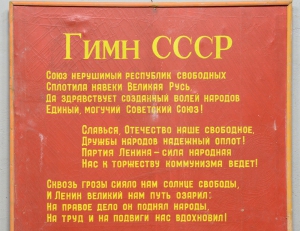 Гимн СССР
Союз нерушимый республик свободных
Сплотила навеки Великая Русь.
Да здравствует созданный волей народов
Единый, могучий Советский Союз!
Славься, Отечество наше свободное,
Дружбы народов надежный оплот!
Партия Ленина – сила народная
Нас к торжеству коммунизма ведет!
Сквозь грозы сияло нам солнце свободы,
И Ленин великий нам путь озарил:
На правое дело он поднял народы,
На труд и на подвиги нас вдохновил!